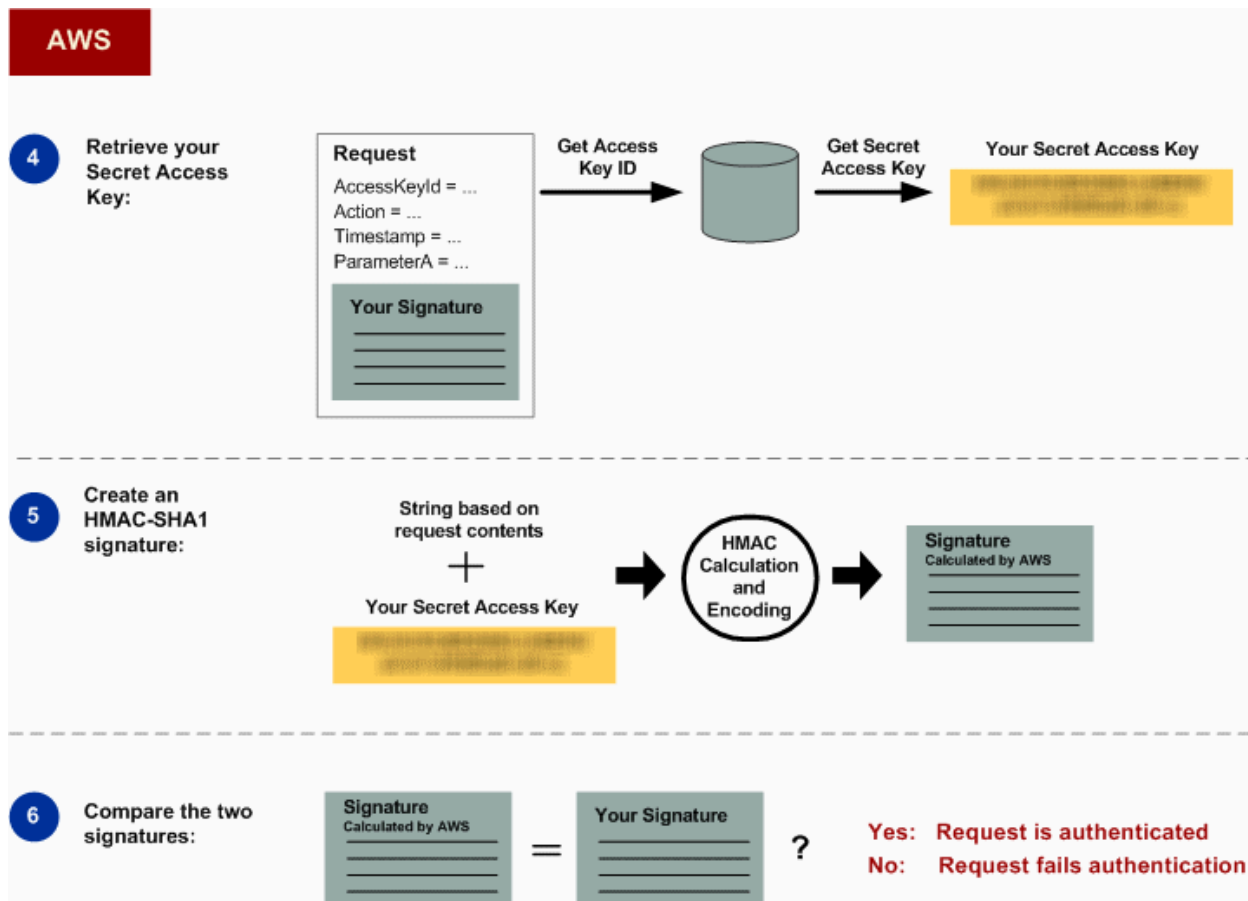 AWS
4
Retrieve your
Secret Access
Key:
Request
AccessKeyId = ...
Action = ...
Timestamp = ...
ParameterA = ...
Your Signature
Get Access
Key ID
Get Secret
Access Key
Your Secret Access Key
5
Create an
HMAC-SHA1
signature:
String based on
request contents
+
Your Secret Access Key
HMAC
Calculation
and
Encoding
Signature
Calculated by AWS
6
Compare the two
signatures:
Signature
Calculated by AWS
=
Your Signature
?
Yes: Request is authenticated
No: Request fails authentication